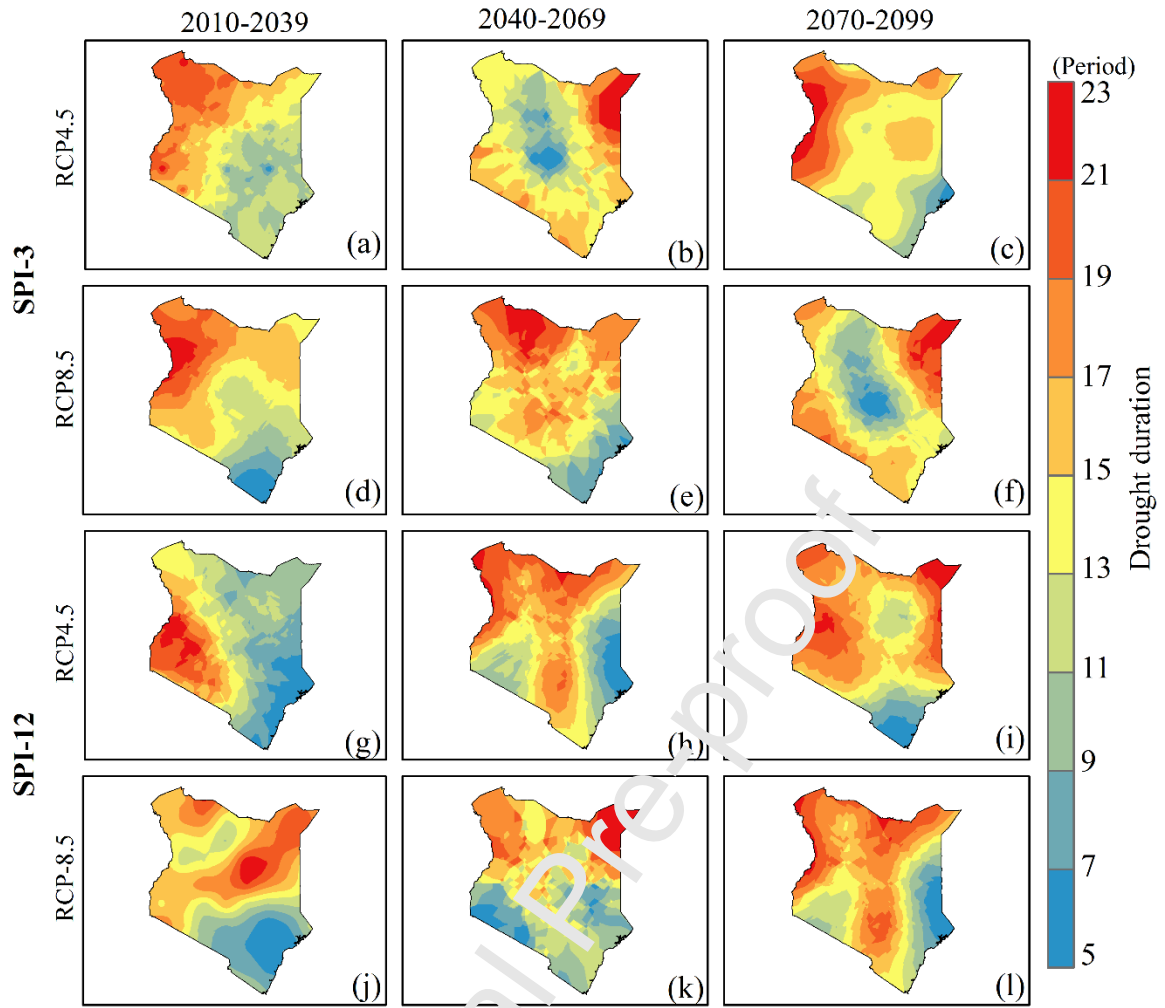 2010-2039 2040-2069 2070-2099
(Period)
SPI-3
RCP4.5
(a) (b) (c)
RCP8.5
(d) (e) (f)
SPI-12
RCP4.5
(g) (h) (i)
RCP-8.5
(j) (k) (l)
23
21
19
17
15
13
11
9
7
5
Drought duration
al Pre-proof